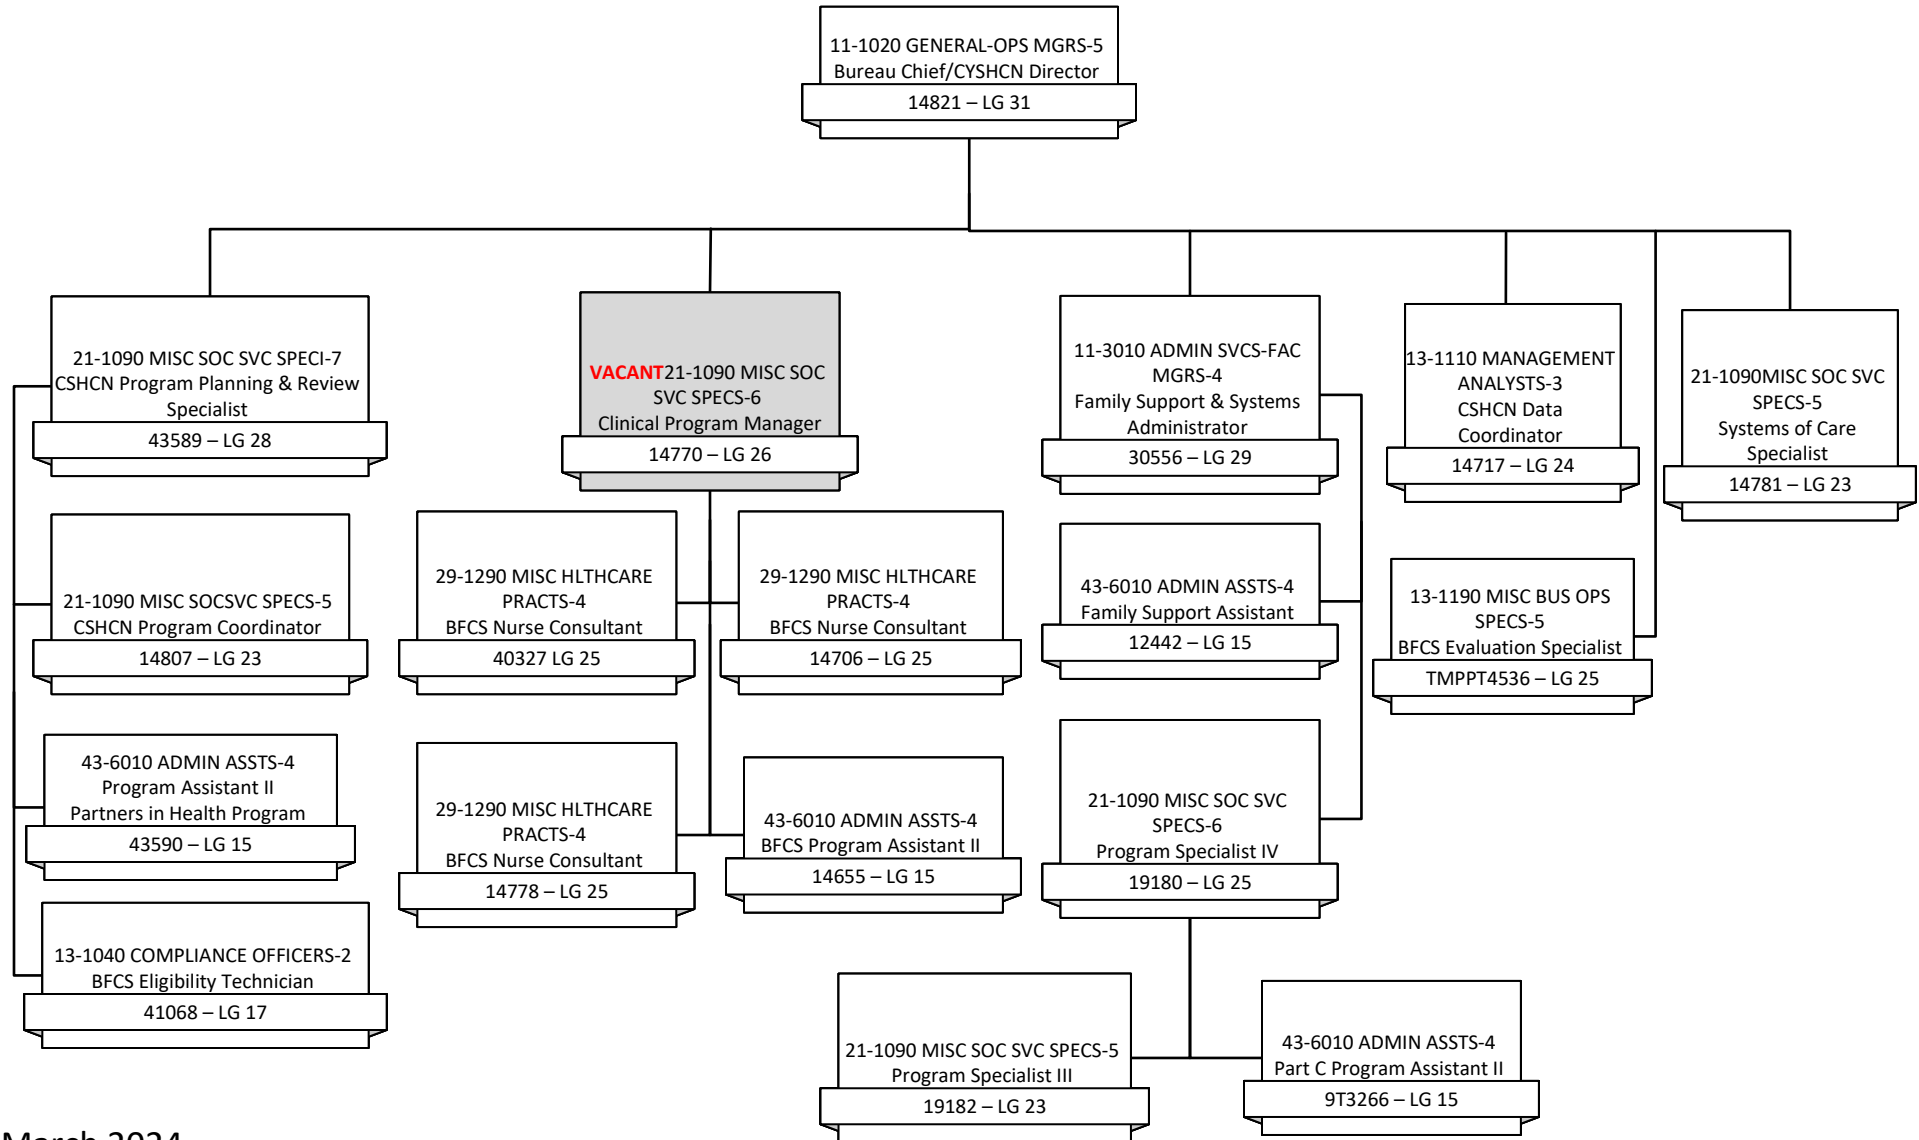 11-1020 GENERAL-OPS MGRS-5
Bureau Chief/CYSHCN Director
14821 – LG 31
21-1090 MISC SOC SVC SPECI-7
CSHCN Program Planning & Review
Specialist
43589 – LG 28
VACANT21-1090 MISC SOC
SVC SPECS-6
Clinical Program Manager
14770 – LG 26
11-3010 ADMIN SVCS-FAC
MGRS-4
Family Support & Systems
Administrator
30556 – LG 29
13-1110 MANAGEMENT
ANALYSTS-3
CSHCN Data
Coordinator
14717 – LG 24
21-1090MISC SOC SVC
SPECS-5
Systems of Care
Specialist
14781 – LG 23
21-1090 MISC SOCSVC SPECS-5
CSHCN Program Coordinator
14807 – LG 23
29-1290 MISC HLTHCARE
PRACTS-4
BFCS Nurse Consultant
40327 LG 25
29-1290 MISC HLTHCARE
PRACTS-4
BFCS Nurse Consultant
14706 – LG 25
43-6010 ADMIN ASSTS-4
Family Support Assistant
12442 – LG 15
13-1190 MISC BUS OPS
SPECS-5
BFCS Evaluation Specialist
TMPPT4536 – LG 25
43-6010 ADMIN ASSTS-4
Program Assistant II
Partners in Health Program
43590 – LG 15
29-1290 MISC HLTHCARE
PRACTS-4
BFCS Nurse Consultant
14778 – LG 25
43-6010 ADMIN ASSTS-4
BFCS Program Assistant II
14655 – LG 15
21-1090 MISC SOC SVC
SPECS-6
Program Specialist IV
19180 – LG 25
13-1040 COMPLIANCE OFFICERS-2
BFCS Eligibility Technician
41068 – LG 17
21-1090 MISC SOC SVC SPECS-5
Program Specialist III
19182 – LG 23
43-6010 ADMIN ASSTS-4
Part C Program Assistant II
9T3266 – LG 15
March 2024